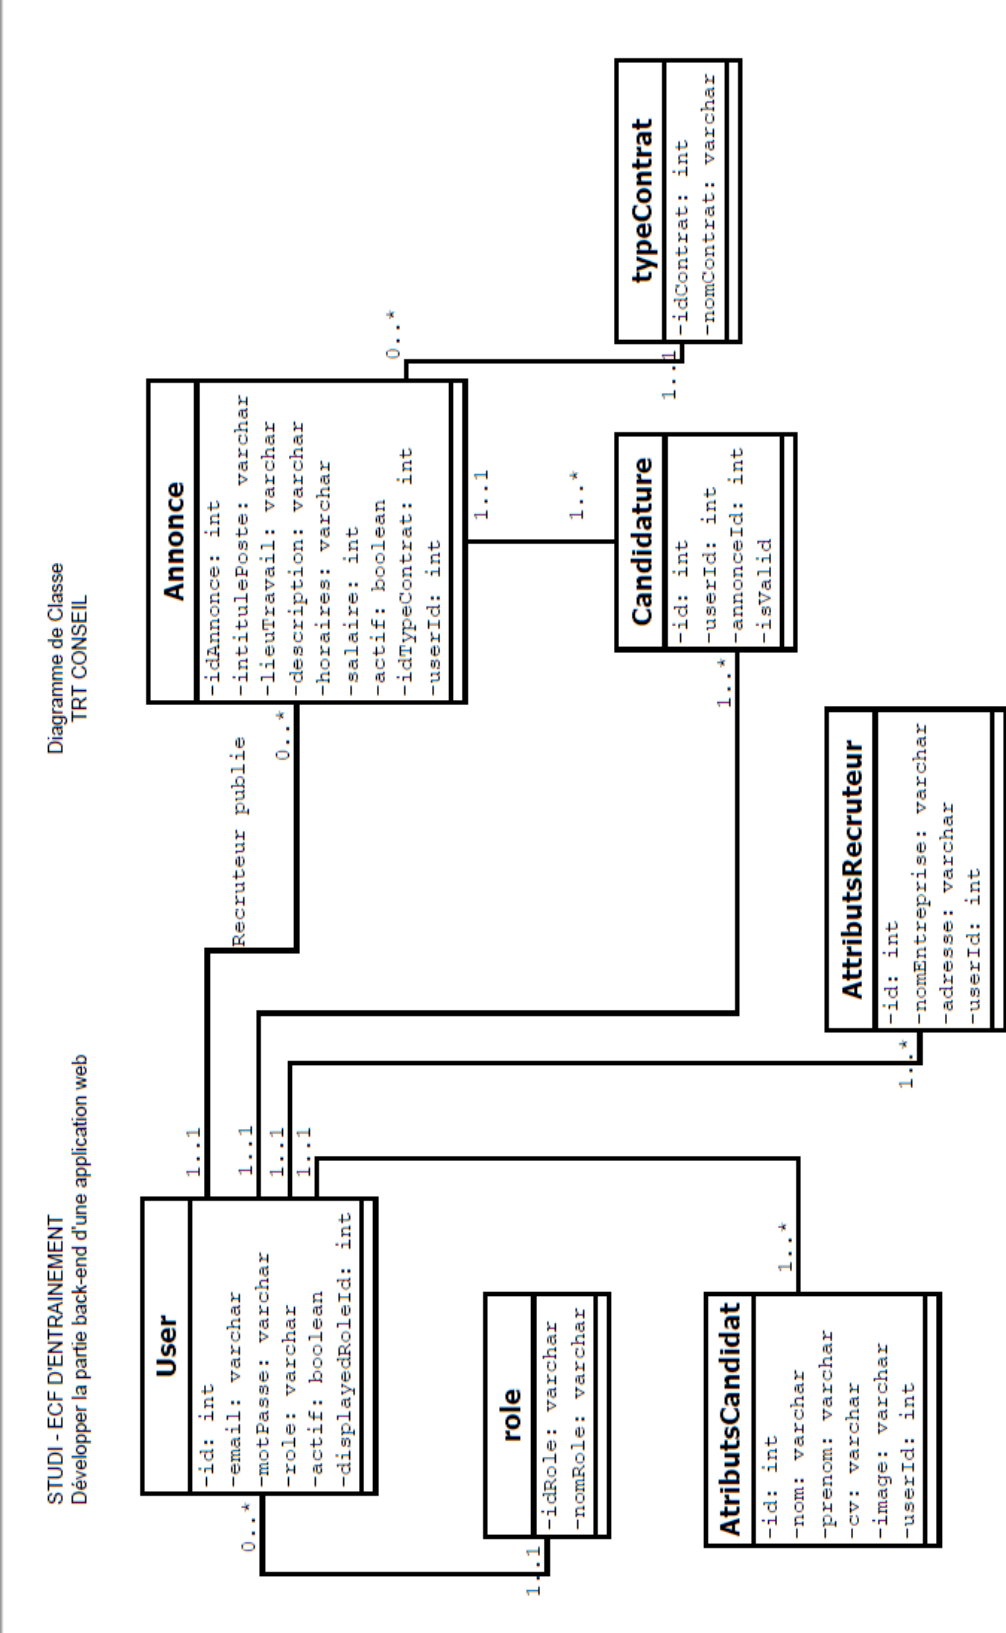 STUDI - ECF D'ENTRAINEMENT
Développer la partie back-end d'une application web
Diagramme de Classe
TRT CONSEIL
User
-id: int
-email: varchar
-motPasse: varchar
-role: varchar
-actif: boolean
-displayedRoleId: int
1..1
1..1
1..1
1..1
0..*
Recruteur publie
0..*
Annonce
-idAnnonce: int
-intitulePoste: varchar
-lieuTravail: varchar
-description: varchar
-horaires: varchar
-salaire: int
-actif: boolean
-idTypeContrat: int
-userId: int
0..*
1..1
1..*
role
-idRole: varchar
-nomRole: varchar
1..1
Candidature
-id: int
-userId: int
-annonceId: int
-isValid
1..*
typeContrat
-idContrat: int
-nomContrat: varchar
1..1
AtributsCandidat
-id: int
-nom: varchar
-prenom: varchar
-cv: varchar
-image: varchar
-userId: int
1..*
AttributsRecruteur
-id: int
-nomEntreprise: varchar
-adresse: varchar
-userId: int
1..*